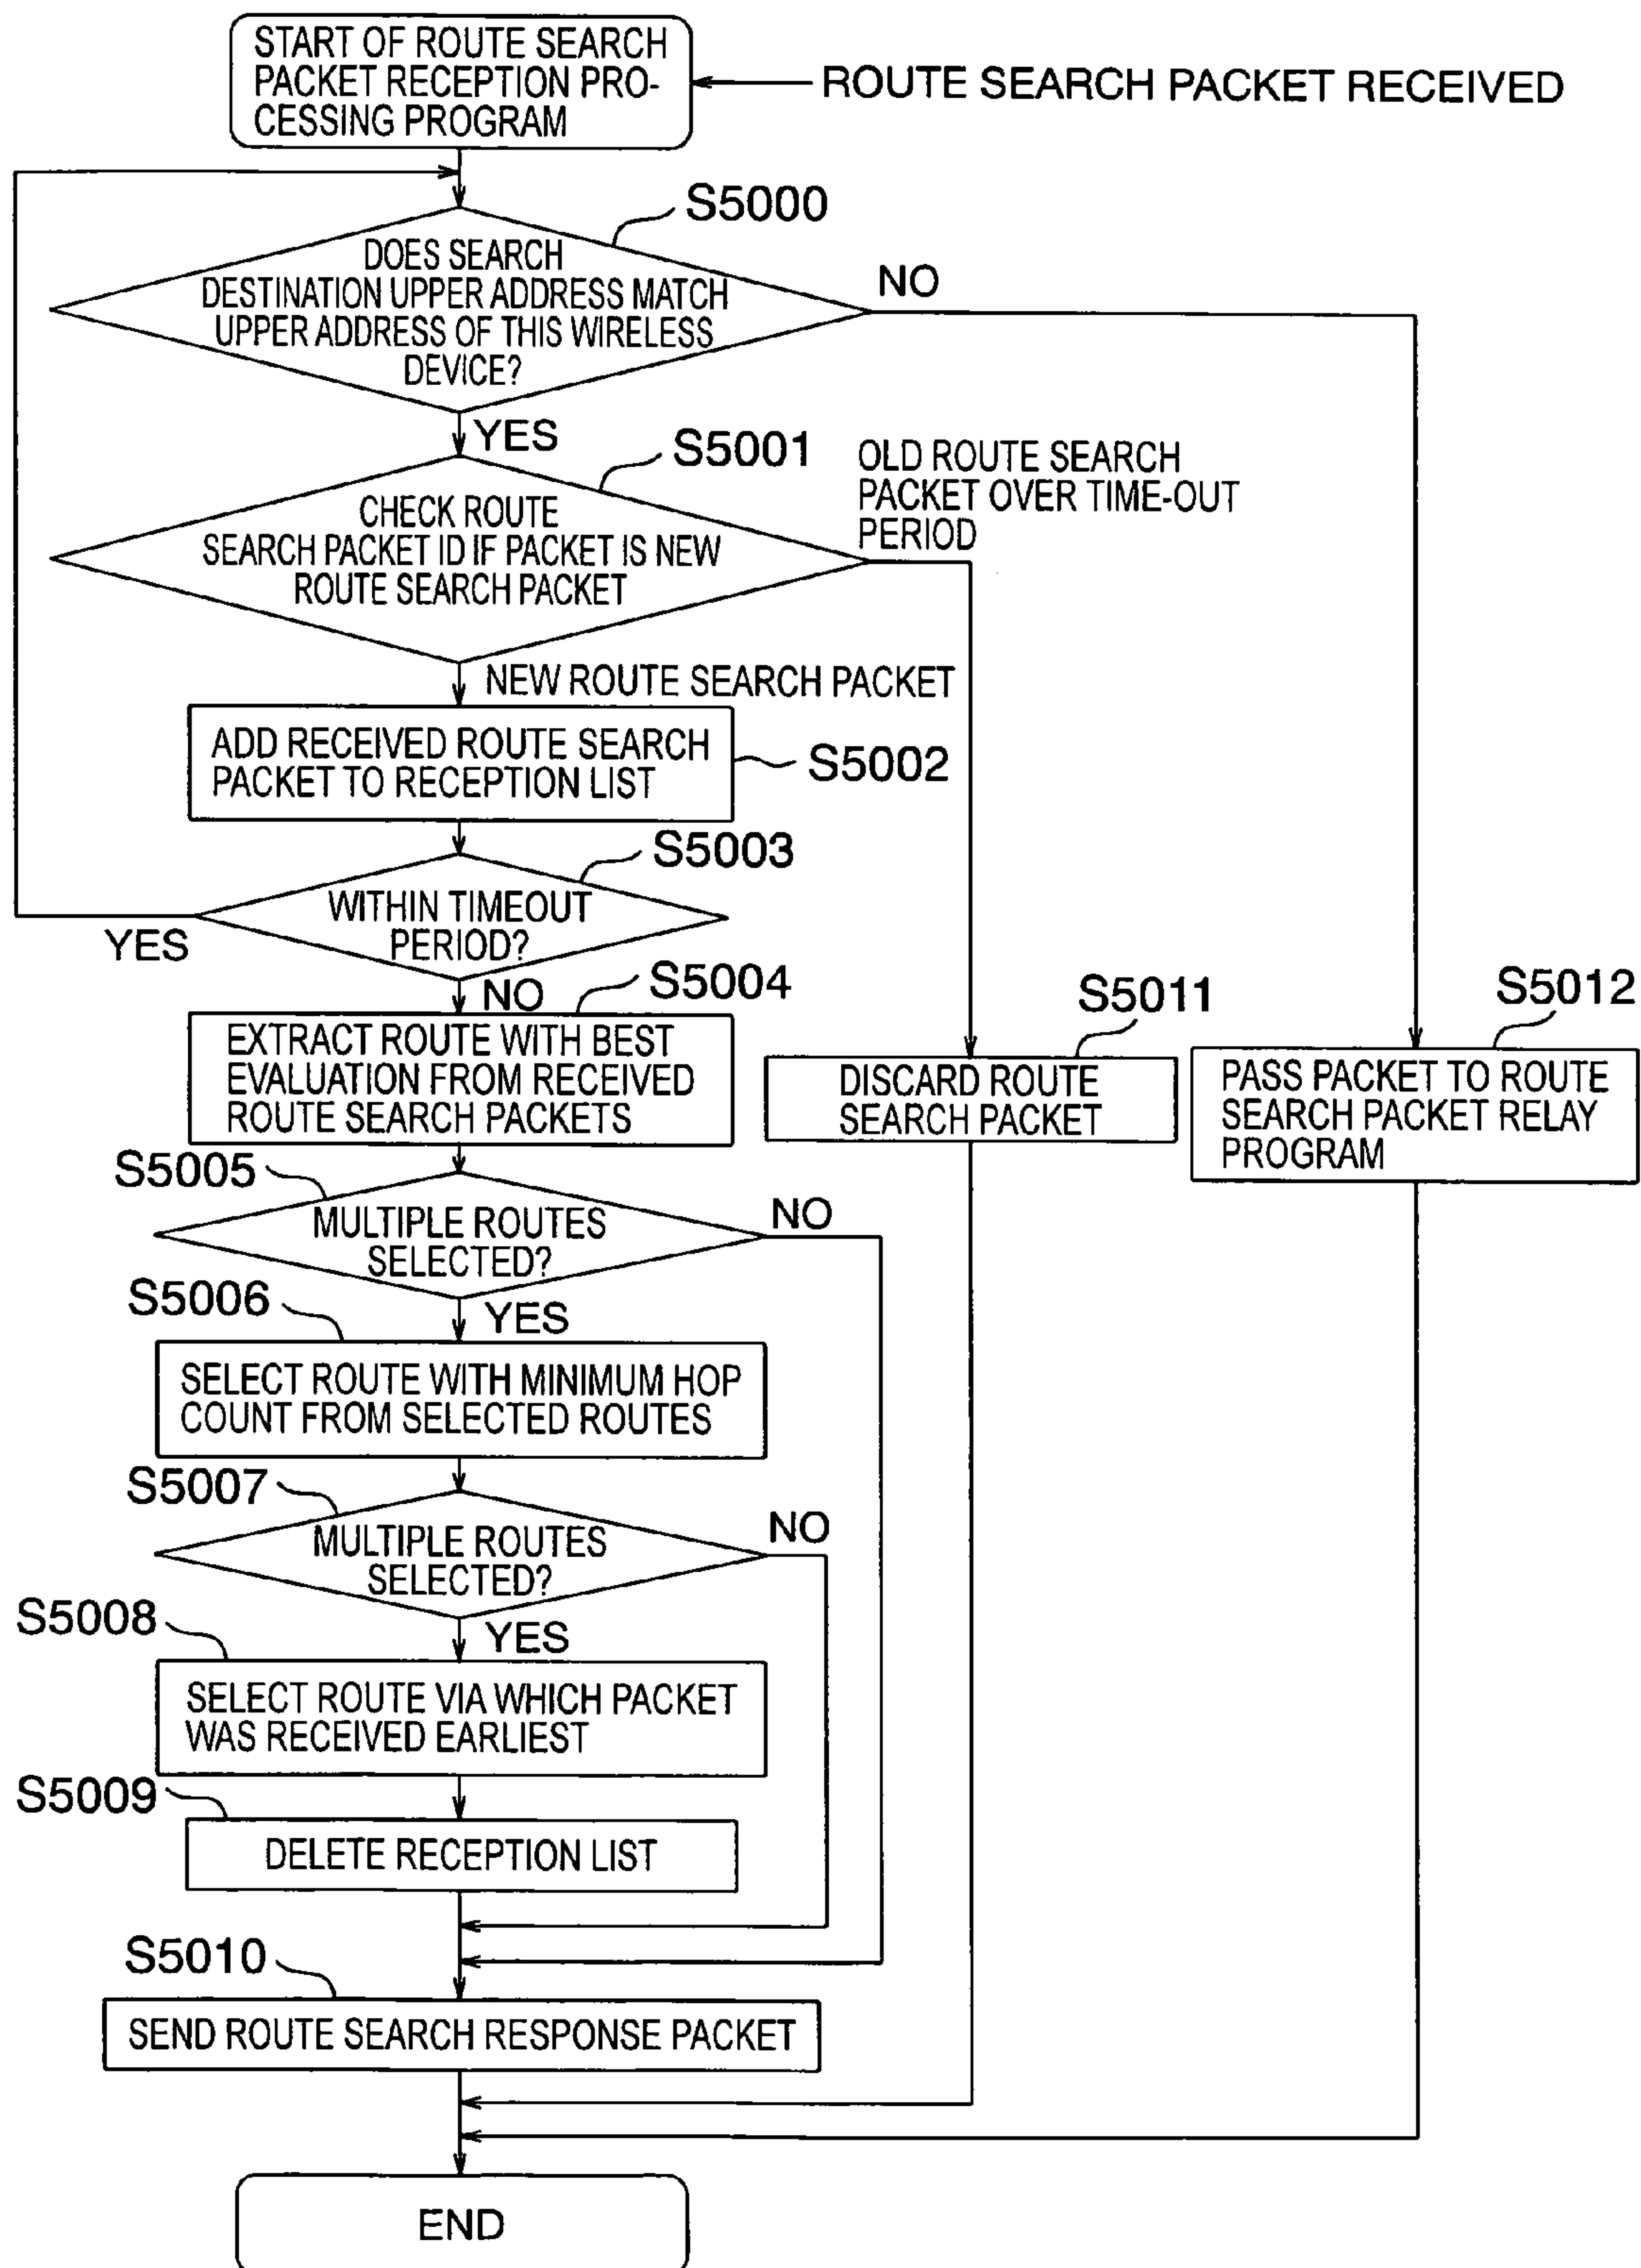 START OF ROUTE SEARCH
PACKET RECEPTION PRO-
CESSING PROGRAM
ROUTE SEARCH PACKET RECEIVED
S5000
DOES SEARCH
DESTINATION UPPER ADDRESS MATCH
UPPER ADDRESS OF THIS WIRELESS
DEVICE?
NO
YES
S5001
OLD ROUTE SEARCH
PACKET OVER TIME-OUT
PERIOD
CHECK ROUTE
SEARCH PACKET ID IF PACKET IS NEW
ROUTE SEARCH PACKET
NEW ROUTE SEARCH PACKET
ADD RECEIVED ROUTE SEARCH
PACKET TO RECEPTION LIST
S5002
S5003
WITHIN TIMEOUT
PERIOD?
YES
NO
S5004
EXTRACT ROUTE WITH BEST
EVALUATION FROM RECEIVED
ROUTE SEARCH PACKETS
S5011
DISCARD ROUTE
SEARCH PACKET
S5012
PASS PACKET TO ROUTE
SEARCH PACKET RELAY
PROGRAM
S5005
MULTIPLE ROUTES
SELECTED?
NO
YES
S5006
SELECT ROUTE WITH MINIMUM HOP
COUNT FROM SELECTED ROUTES
S5007
MULTIPLE ROUTES
SELECTED?
NO
YES
S5008
SELECT ROUTE VIA WHICH PACKET
WAS RECEIVED EARLIEST
S5009
DELETE RECEPTION LIST
S5010
SEND ROUTE SEARCH RESPONSE PACKET
END